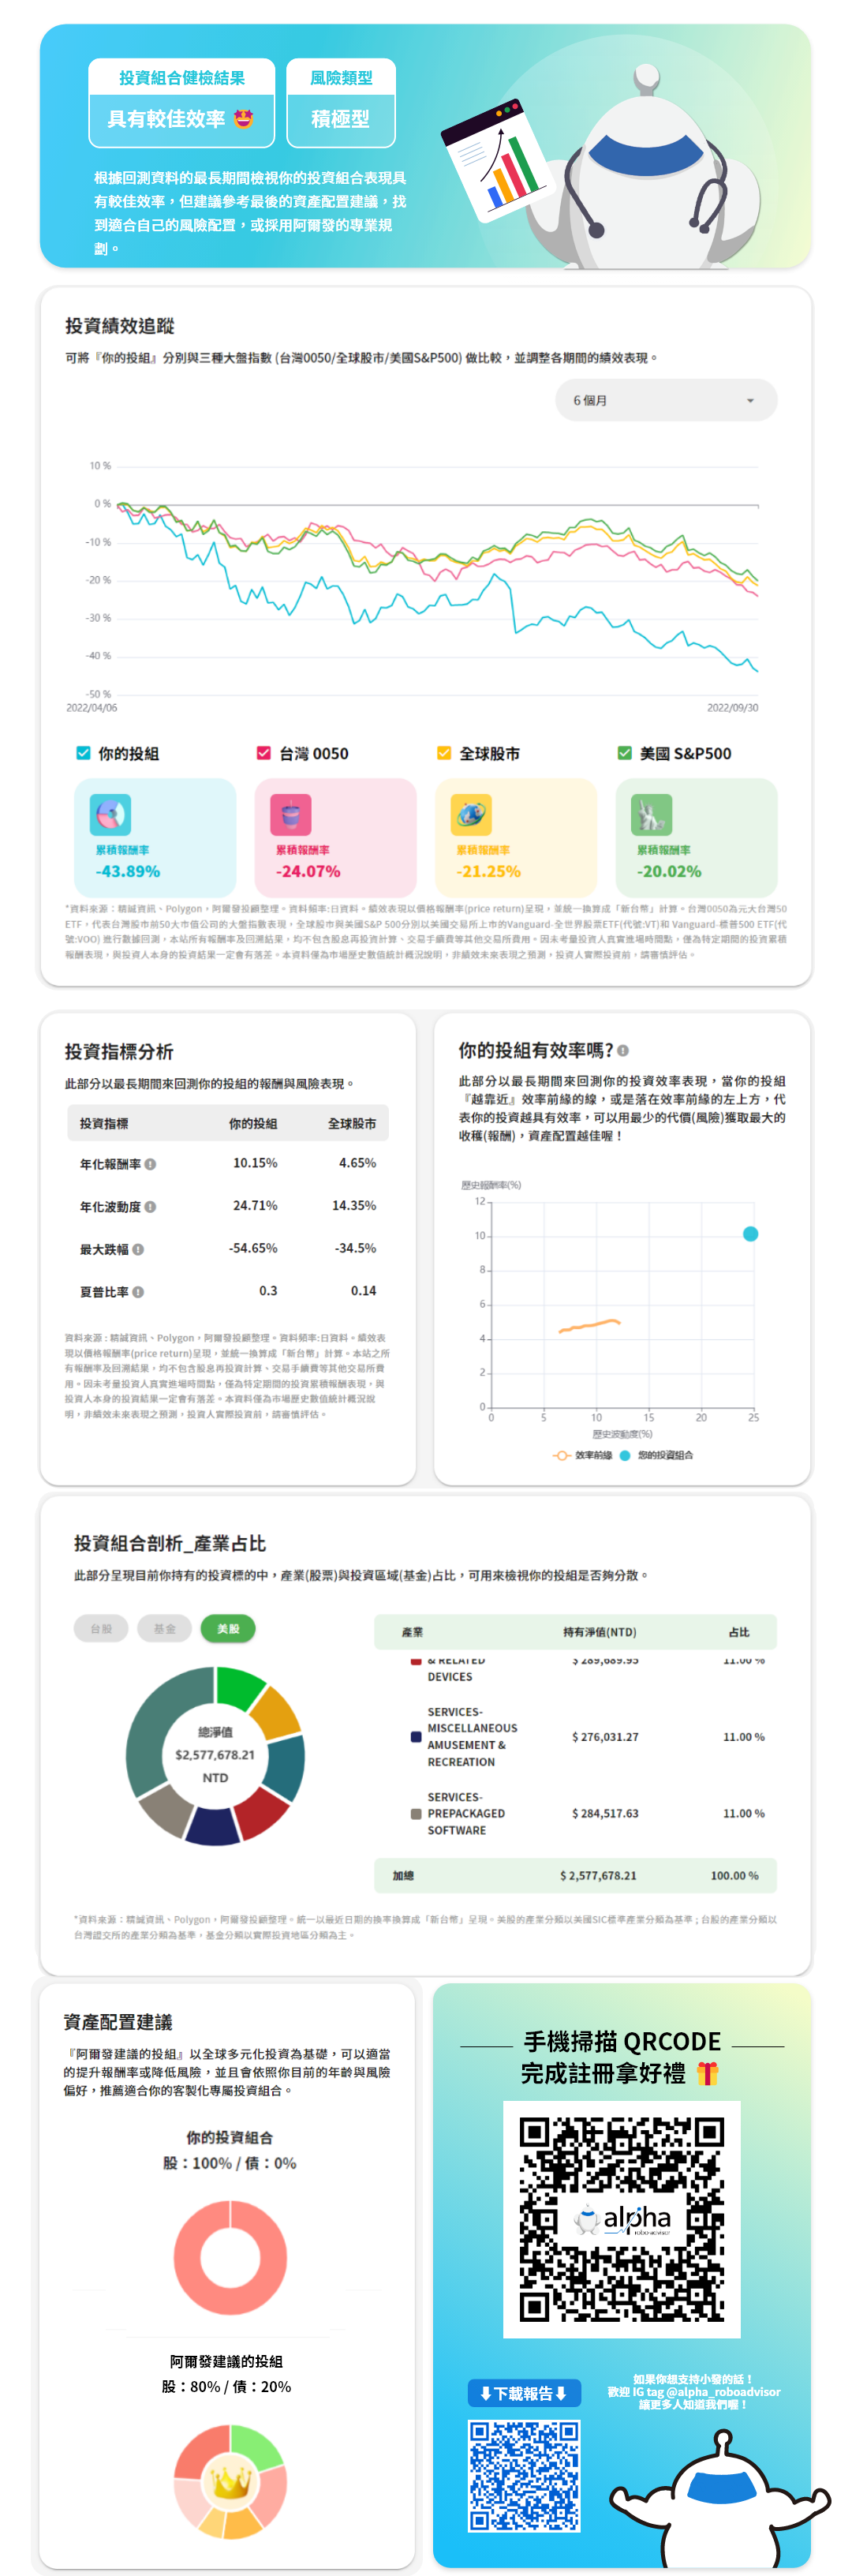 投資組合健檢結果
具有較佳效率
風險類型
積極型
根據回測資料的最長期間檢視你的投資組合表現具
有較佳效率，但建議參考最後的資產配置建議，找
到適合自己的風險配置，或採用阿爾發的專業規
劃。
投資績效追蹤
可將『你的投組』分別與三種大盤指數 (台灣0050/全球股市/美國S&P500) 做比較，並調整各期間的績效表現。
6 個月
10 %
0 %
-10 %
-20 %
-30 %
-40 %
-50 %
2022/04/06
2022/09/30
你的投組
台灣 0050
全球股市
美國 S&P500
累積報酬率
-43.89%
累積報酬率
-24.07%
累積報酬率
-21.25%
累積報酬率
-20.02%
*資料來源：精誠資訊、Polygon，阿爾發投顧整理。資料頻率:日資料。績效表現以價格報酬率(price return)呈現，並統一換算成「新台幣」計算。台灣0050為元大台灣50
ETF，代表台灣股市前50大市值公司的大盤指數表現，全球股市與美國S&P 500分別以美國交易所上市的Vanguard-全世界股票ETF(代號:VT)和 Vanguard-標普500 ETF(代
號:VOO) 進行數據回測，本站所有報酬率及回溯結果，均不包含股息再投資計算、交易手續費等其他交易所費用。因未考量投資人真實進場時間點，僅為特定期間的投資累積
報酬表現，與投資人本身的投資結果一定會有落差。本資料僅為市場歷史數值統計概況說明，非績效未來表現之預測，投資人實際投資前，請審慎評估。
投資指標分析
此部分以最長期間來回測你的投組的報酬與風險表現。
投資指標 你的投組 全球股市
年化報酬率 10.15% 4.65%
年化波動度 24.71% 14.35%
最大跌幅 -54.65% -34.5%
夏普比率 0.3 0.14
資料來源：精誠資訊、Polygon，阿爾發投顧整理。資料頻率:日資料。績效表
現以價格報酬率(price return)呈現，並統一換算成「新台幣」計算。本站之所
有報酬率及回溯結果，均不包含股息再投資計算、交易手續費等其他交易所費
用。因未考量投資人真實進場時間點，僅為特定期間的投資累積報酬表現。與
投資人本身的投資結果一定會有落差。本資料僅為市場歷史數值統計概況說
明，非績效未來表現之預測，投資人實際投資前，請審慎評估。
你的投組有效率嗎?
此部分以最長期間來回測你的投資效率表現，當你的投組
『越靠近』效率前緣的線，或是落在效率前緣的左上方，代
表你的投資越具有效率，可以用最少的代價(風險)獲取最大的
收穫(報酬)，資產配置越佳喔！
歷史報酬率(%)
12
10
8
6
4
2
0
0 5 10 15 20 25
歷史波動度(%)
效率前緣 您的投資組合
投資組合剖析_產業占比
此部分呈現目前你持有的投資標的中，產業(股票)與投資區域(基金)占比，可用來檢視你的投組是否夠分散。
台股 基金 美股
總淨值
$2,577,678.21
NTD
產業 持有淨值(NTD) 占比
& RELATED $ 289,689.95 11.00 %
DEVICES
SERVICES-
MISCELLANEOUS
AMUSEMENT & $ 276,031.27 11.00 %
RECREATION
SERVICES-
PREPACKAGED $ 284,517.63 11.00 %
SOFTWARE
加總 $ 2,577,678.21 100.00 %
*資料來源：精誠資訊、Polygon，阿爾發投顧整理。統一以最近日期的換率換算成「新台幣」呈現。美股的產業分類以美國SIC標準產業分類為基準；台股的產業分類以
台灣證交所的產業分類為基準，基金分類以實際投資地區分類為主。
資產配置建議
『阿爾發建議的投組』以全球多元化投資為基礎，可以適當
的提升報酬率或降低風險，並且會依照你目前的年齡與風險
偏好，推薦適合你的客製化專屬投資組合。
你的投資組合
股：100% / 債：0%
阿爾發建議的投組
股：80% / 債：20%
手機掃描 QRCODE
完成註冊拿好禮
alpha
robo-advisor
下載報告
如果你想支持小發的話！
歡迎 IG tag @alpha_roboadvisor
讓更多人知道我們喔！